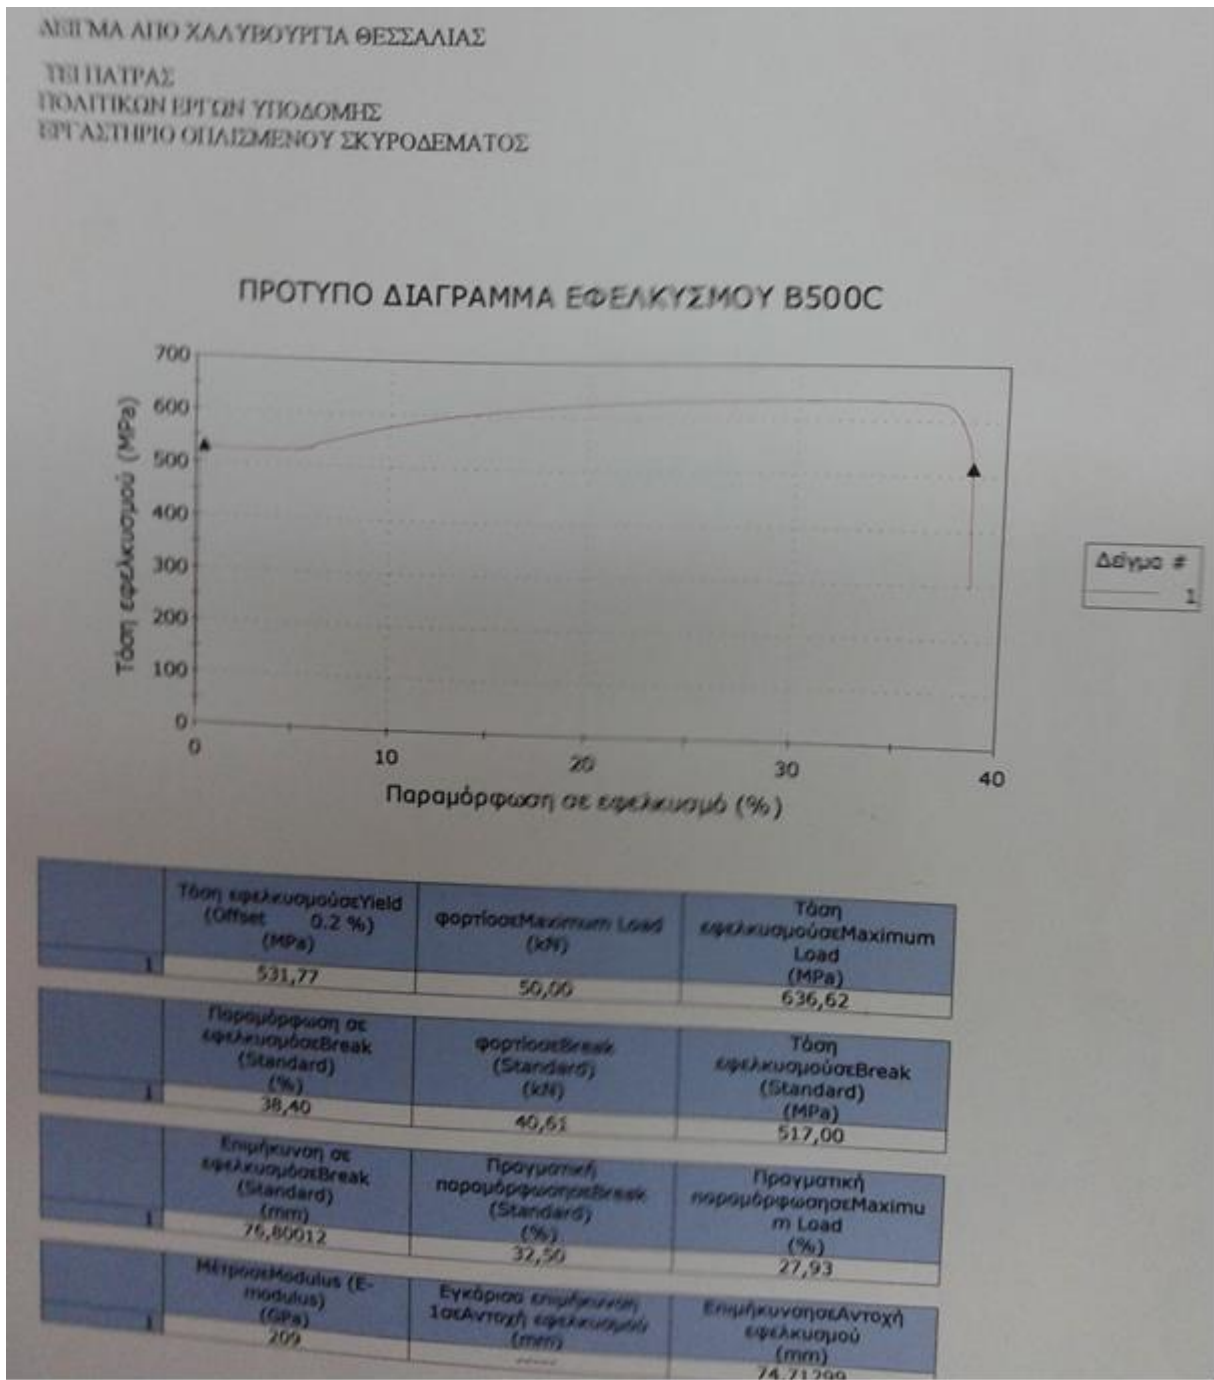 ΔΕΙΓΜΑ ΑΠΟ ΧΑΛΥΒΟΥΡΓΙΑ ΘΕΣΣΑΛΙΑΣ
ΤΕΙ ΠΑΤΡΑΣ
ΠΟΛΙΤΙΚΩΝ ΕΡΓΩΝ ΥΠΟΔΟΜΗΣ
ΕΡΓΑΣΤΗΡΙΟ ΟΠΛΙΣΜΕΝΟΥ ΣΚΥΡΟΔΕΜΑΤΟΣ
ΠΡΟΤΥΠΟ ΔΙΑΓΡΑΜΜΑ ΕΦΕΛΚΥΣΜΟΥ B500C
Τάση εφελκυσμού (MPa)
700
600
500
400
300
200
100
0
0 10 20 30 40
Παραμόρφωση σε εφελκυσμό (%)
Δείγμα #
1
Τάση εφελκυσμούσεYield
(Offset 0.2 %)
(MPa)
φορτίοσεMaximum Load
(kN)
Τάση
εφελκυσμούσεMaximum
Load
(MPa)
1 531,77 50,00 636,62
Παραμόρφωση σε
εφελκυσμόσεBreak
(Standard)
(%)
φορτίοσεBreak
(Standard)
(kN)
Τάση
εφελκυσμούσεBreak
(Standard)
(MPa)
1 38,40 40,61 517,00
Επιμήκυνση σε
εφελκυσμόσεBreak
(Standard)
(mm)
Πραγματική
παραμόρφωσησεBreak
(Standard)
(%)
Πραγματική
παραμόρφωσησεMaximu
m Load
(%)
1 76,80012 32,50 27,93
ΜέτροσεModulus (E-
modulus)
(GPa)
Εγκάρσια επιμήκυνση
1σεΑντοχή εφελκυσμού
(mm)
ΕπιμήκυνσησεΑντοχή
εφελκυσμού
(mm)
1 209 ----- 74,71299